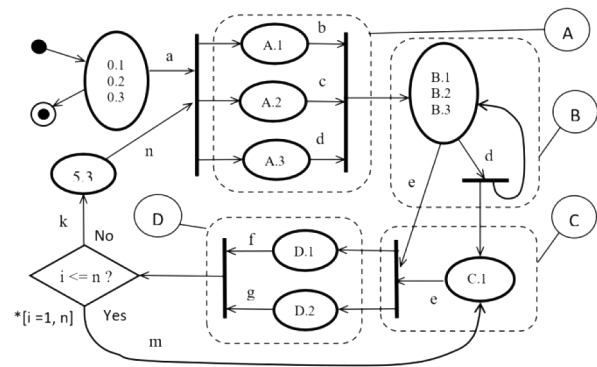 b
A
a
0.1
0.2
0.3
A.1
c
A.2
B.1
B.2
B.3
B
n
d
A.3
d
5.3
e
D
C
k
No
f
D.1
i <= n ?
g
D.2
e
C.1
*[i =1, n]
Yes
m